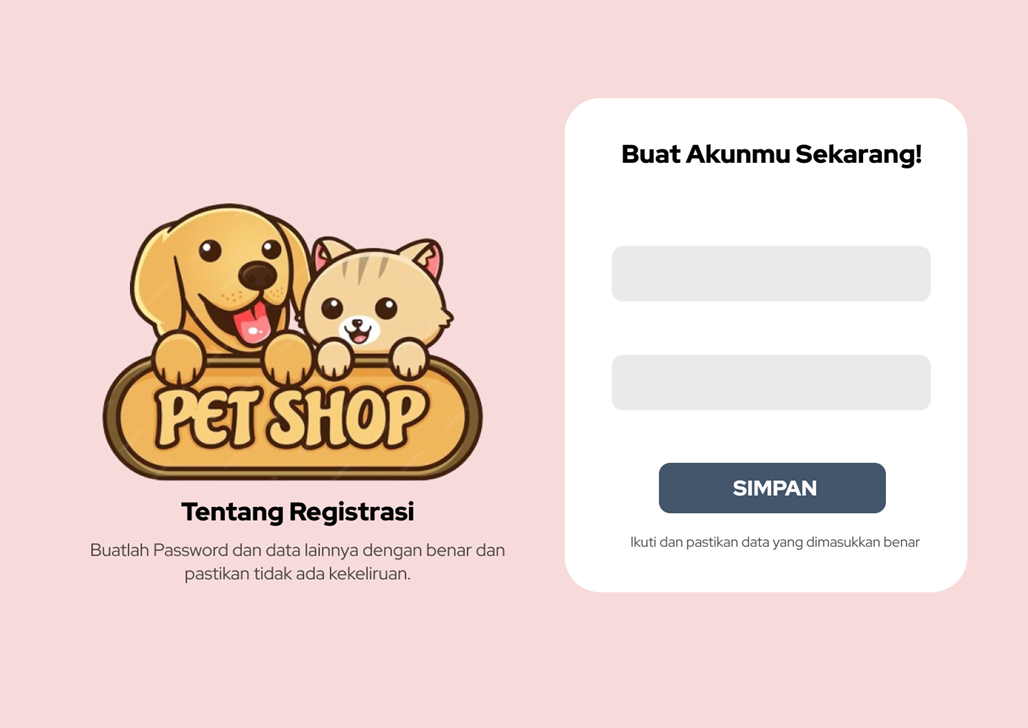 PET SHOP
Tentang Registrasi
Buatlah Password dan data lainnya dengan benar dan
pastikan tidak ada kekeliruan.
Buat Akunmu Sekarang!
SIMPAN
Ikuti dan pastikan data yang dimasukkan benar